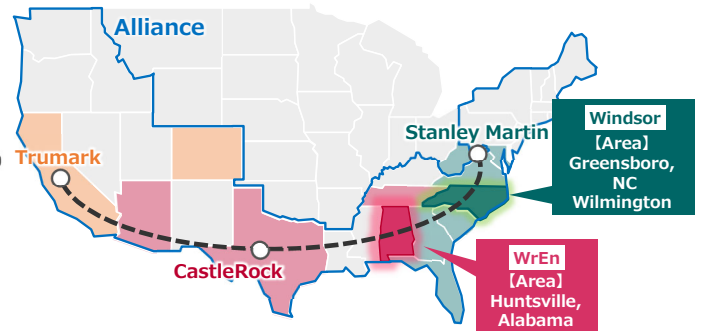 Alliance
Stanley Martin
Trumark
CastleRock
Windsor
【Area】
Greensboro,
NC
Wilmington
WrEn
【Area】
Huntsville,
Alabama